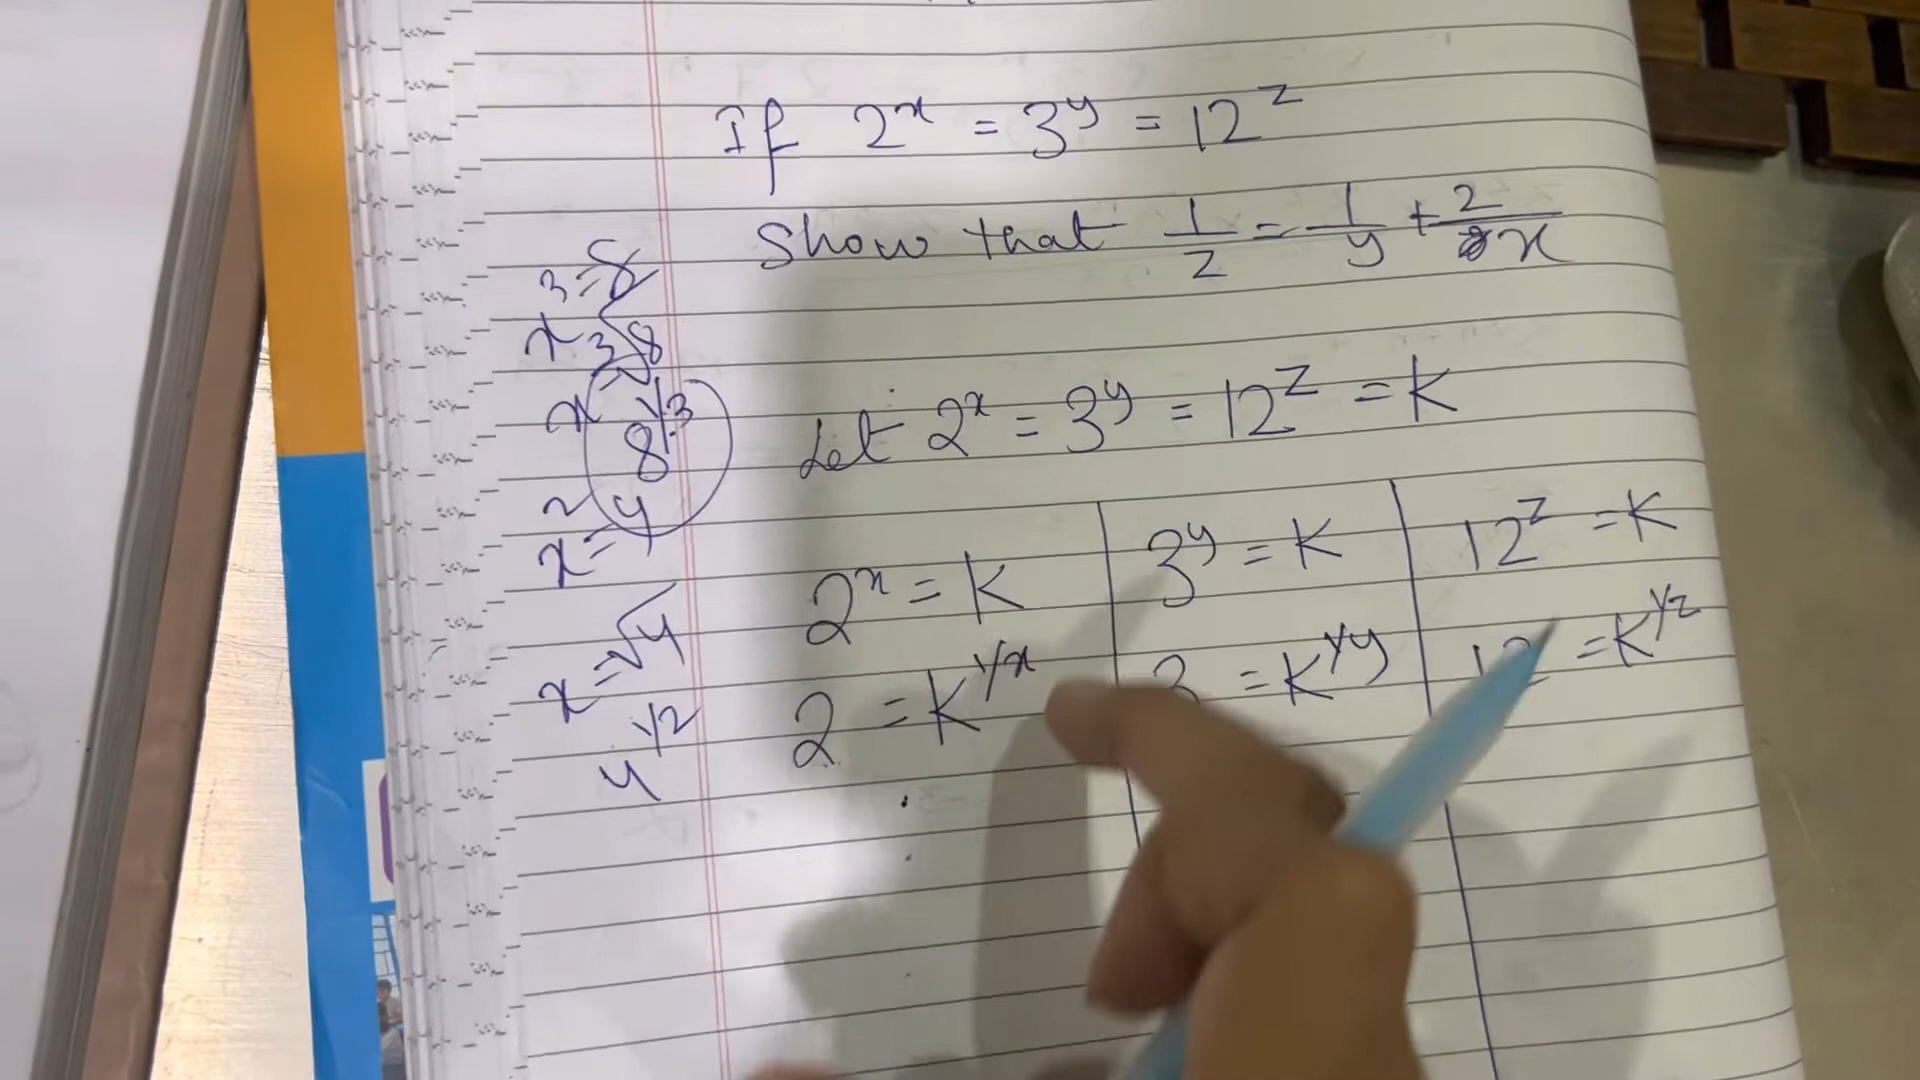 If 2^x = 3^y = 12^z
Show that 1/z = 1/y + 2/x
Let 2^x = 3^y = 12^z = K
2^x = K
2 = K^1/x
3^y = K
= K^1/y
12^z = K
= K^1/z
x^3 = 8
x = ∛8
x 8^1/3
x^2 = 4
x = √4
4^1/2